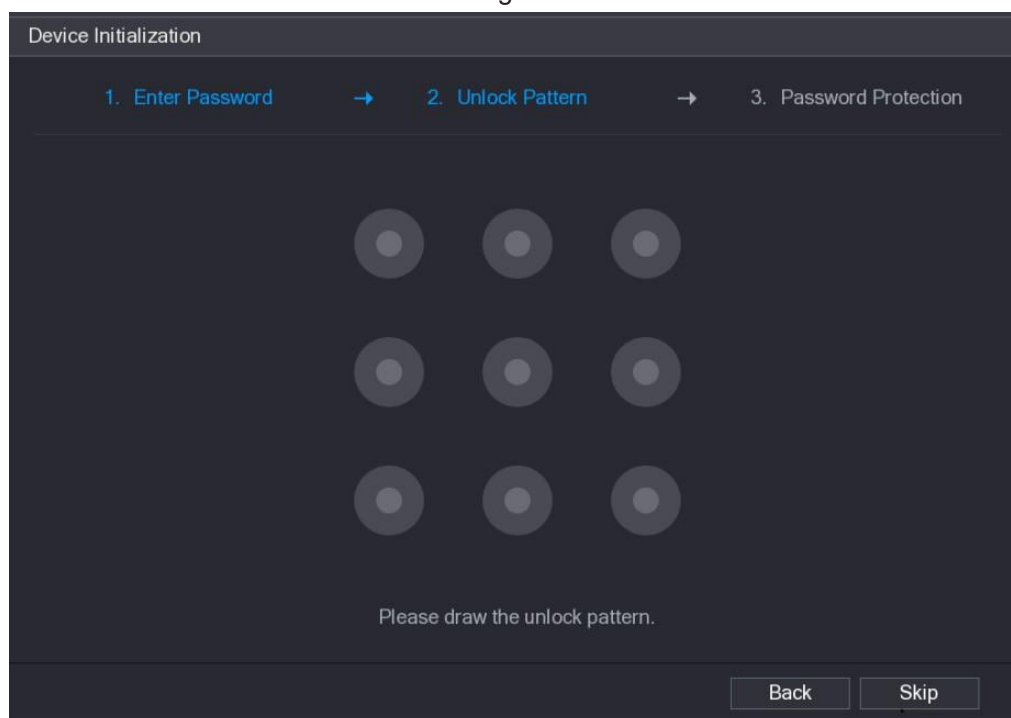 Device Initialization
1. Enter Password → 2. Unlock Pattern → 3. Password Protection
Please draw the unlock pattern.
Back Skip